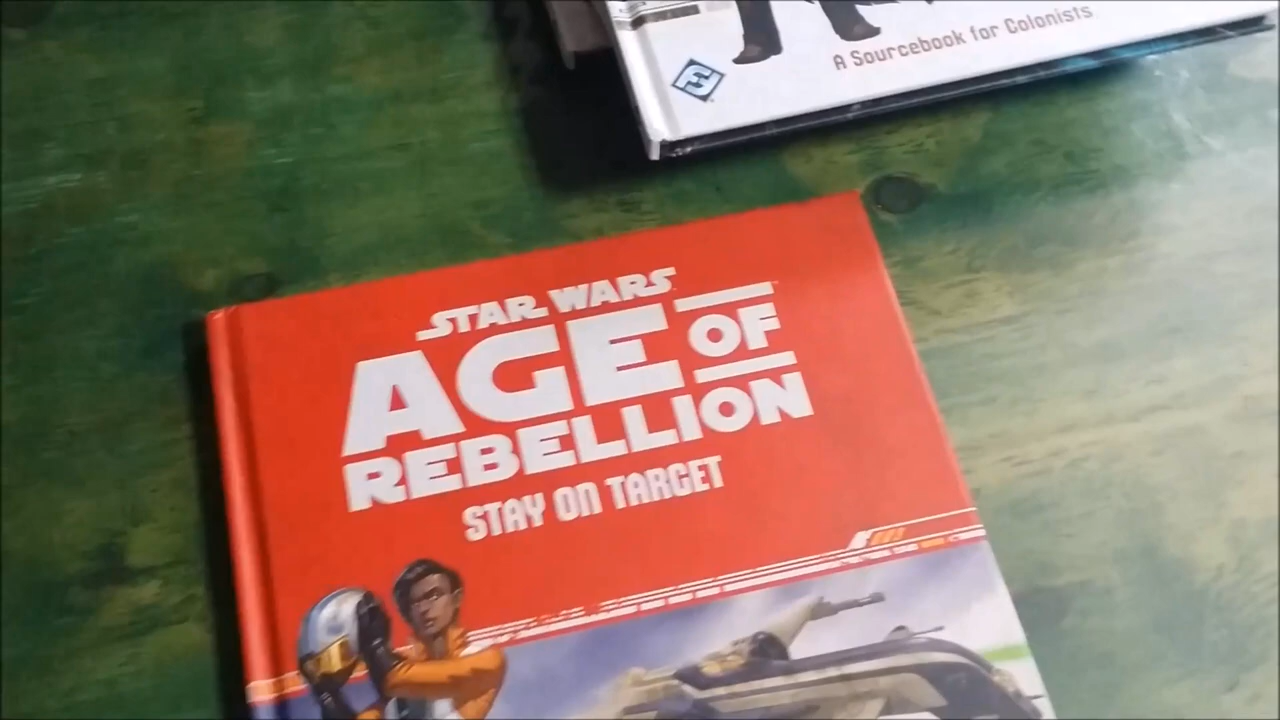 A Sourcebook for Colonists
STAR WARS
AGE OF
REBELLION
STAY ON TARGET